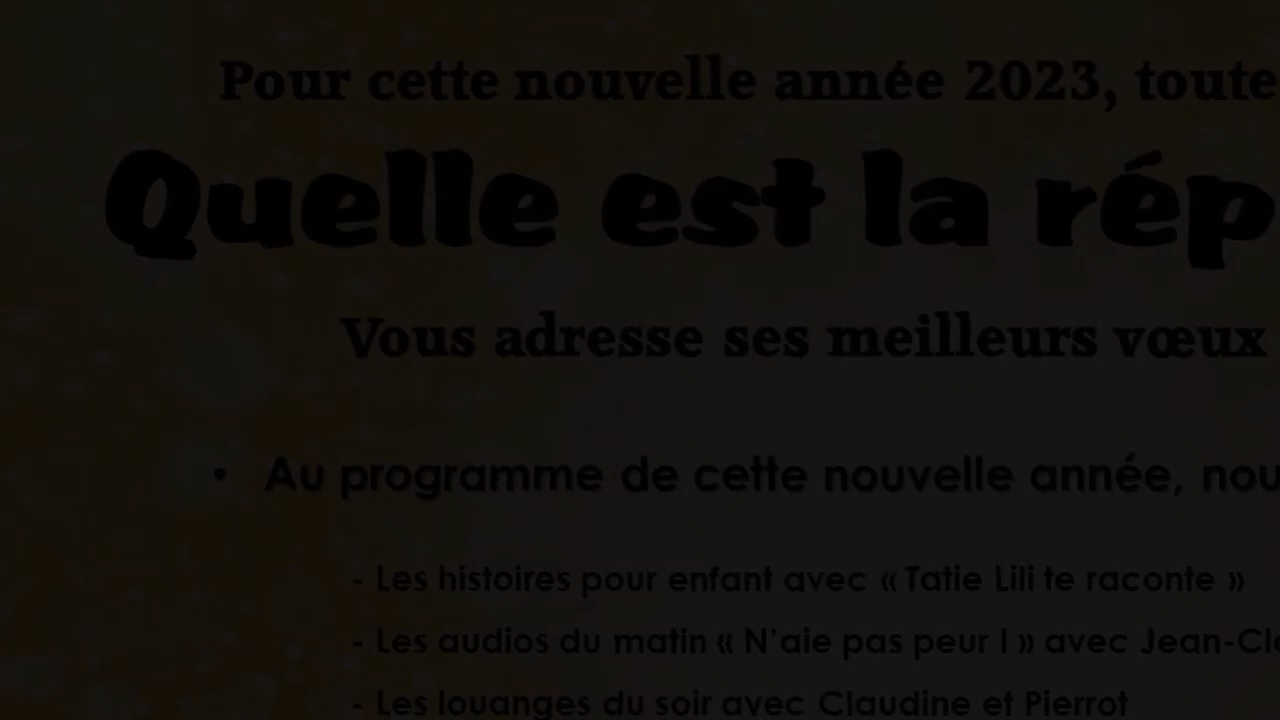 Pour cette nouvelle année 2023, toute
Quelle est la rép
Vous adresse ses meilleurs vœux
• Au programme de cette nouvelle année, nou
- Les histoires pour enfant avec « Tatie Lili te raconte »
- Les audios du matin « N’aie pas peur ! » avec Jean-Cl
- Les louanges du soir avec Claudine et Pierrot